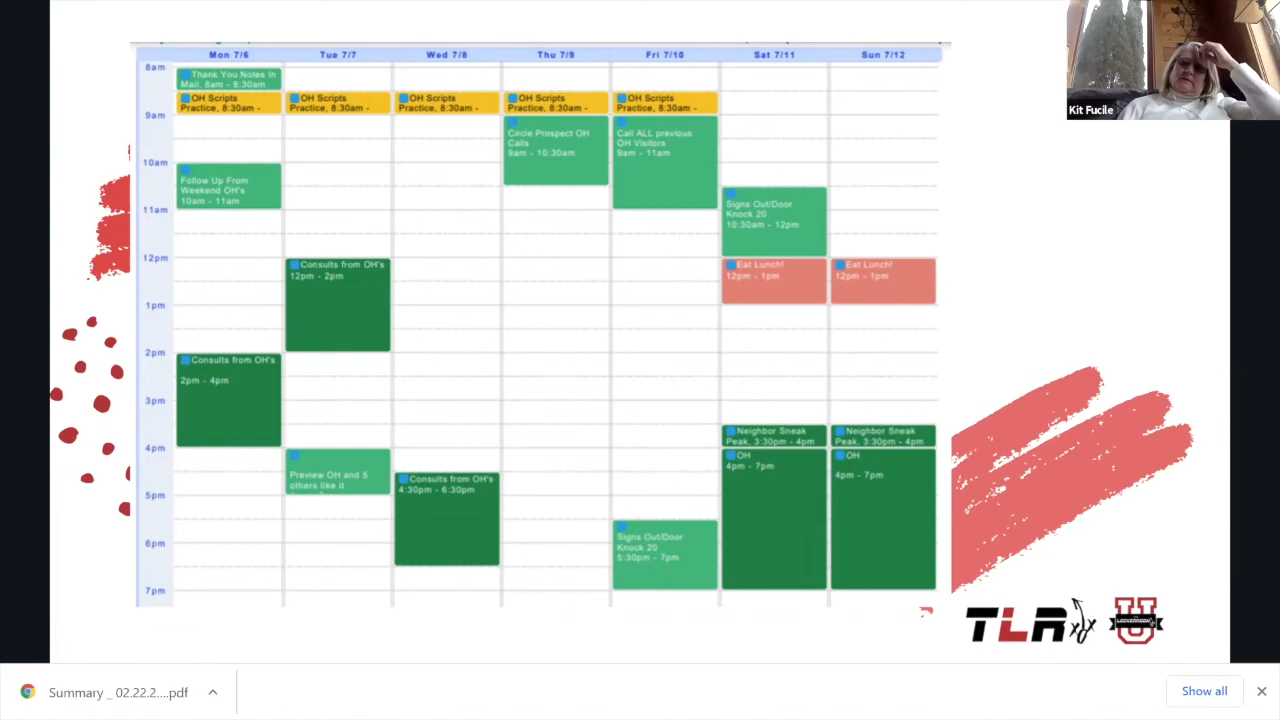 Mon 7/6
Tue 7/7
Wed 7/8
Thu 7/9
Fri 7/10
Sat 7/11
Sun 7/12
8am
9am
10am
11am
12pm
1pm
2pm
3pm
4pm
5pm
6pm
7pm
Thank You Notes In
Mail, 8am - 8:30am
OH Scripts
Practice, 8:30am -
Follow Up From
Weekend OH's
10am - 11am
Consults from OH's
2pm - 4pm
OH Scripts
Practice, 8:30am -
Consults from OH's
12pm - 2pm
Preview OH and 5
others like it
OH Scripts
Practice, 8:30am -
Consults from OH's
4:30pm - 6:30pm
OH Scripts
Practice, 8:30am -
Circle Prospect OH
Calls
9am - 10:30am
OH Scripts
Practice, 8:30am -
Call ALL previous
OH Visitors
9am - 11am
Signs Out/Door
Knock 20
5:30pm - 7pm
Signs Out/Door
Knock 20
10:30am - 12pm
Eat Lunch!
12pm - 1pm
Neighbor Sneak
Peak, 3:30pm - 4pm
OH
4pm - 7pm
Eat Lunch!
12pm - 1pm
Neighbor Sneak
Peak, 3:30pm - 4pm
OH
4pm - 7pm
Kit Fucile
TLR
U
LOCKEROOM
Summary _ 02.22.2....pdf
Show all